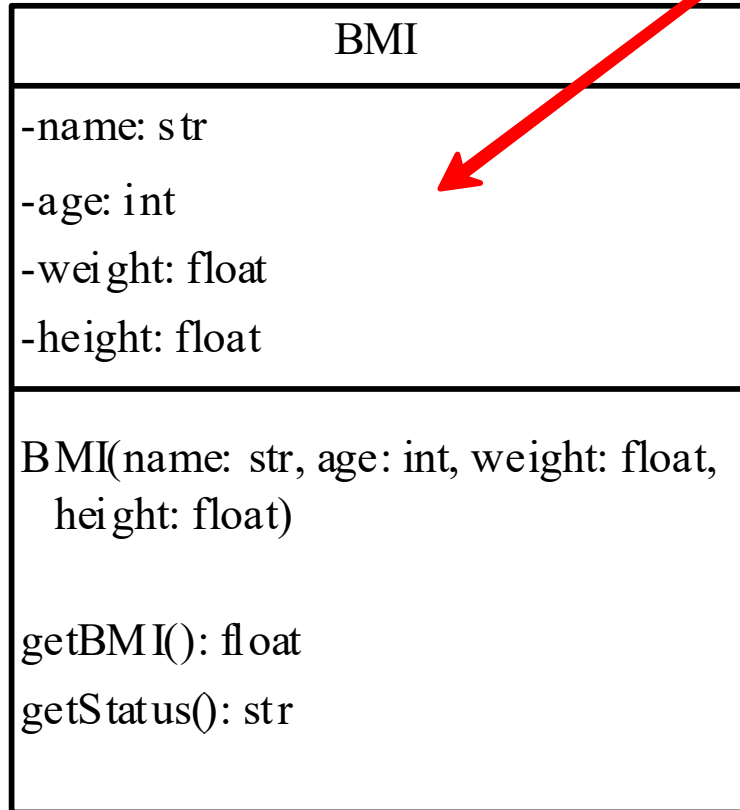 BMI
-name: str
-age: int
-weight: float
-height: float
BMI(name: str, age: int, weight: float,
height: float)
getBMI(): float
getStatus(): str